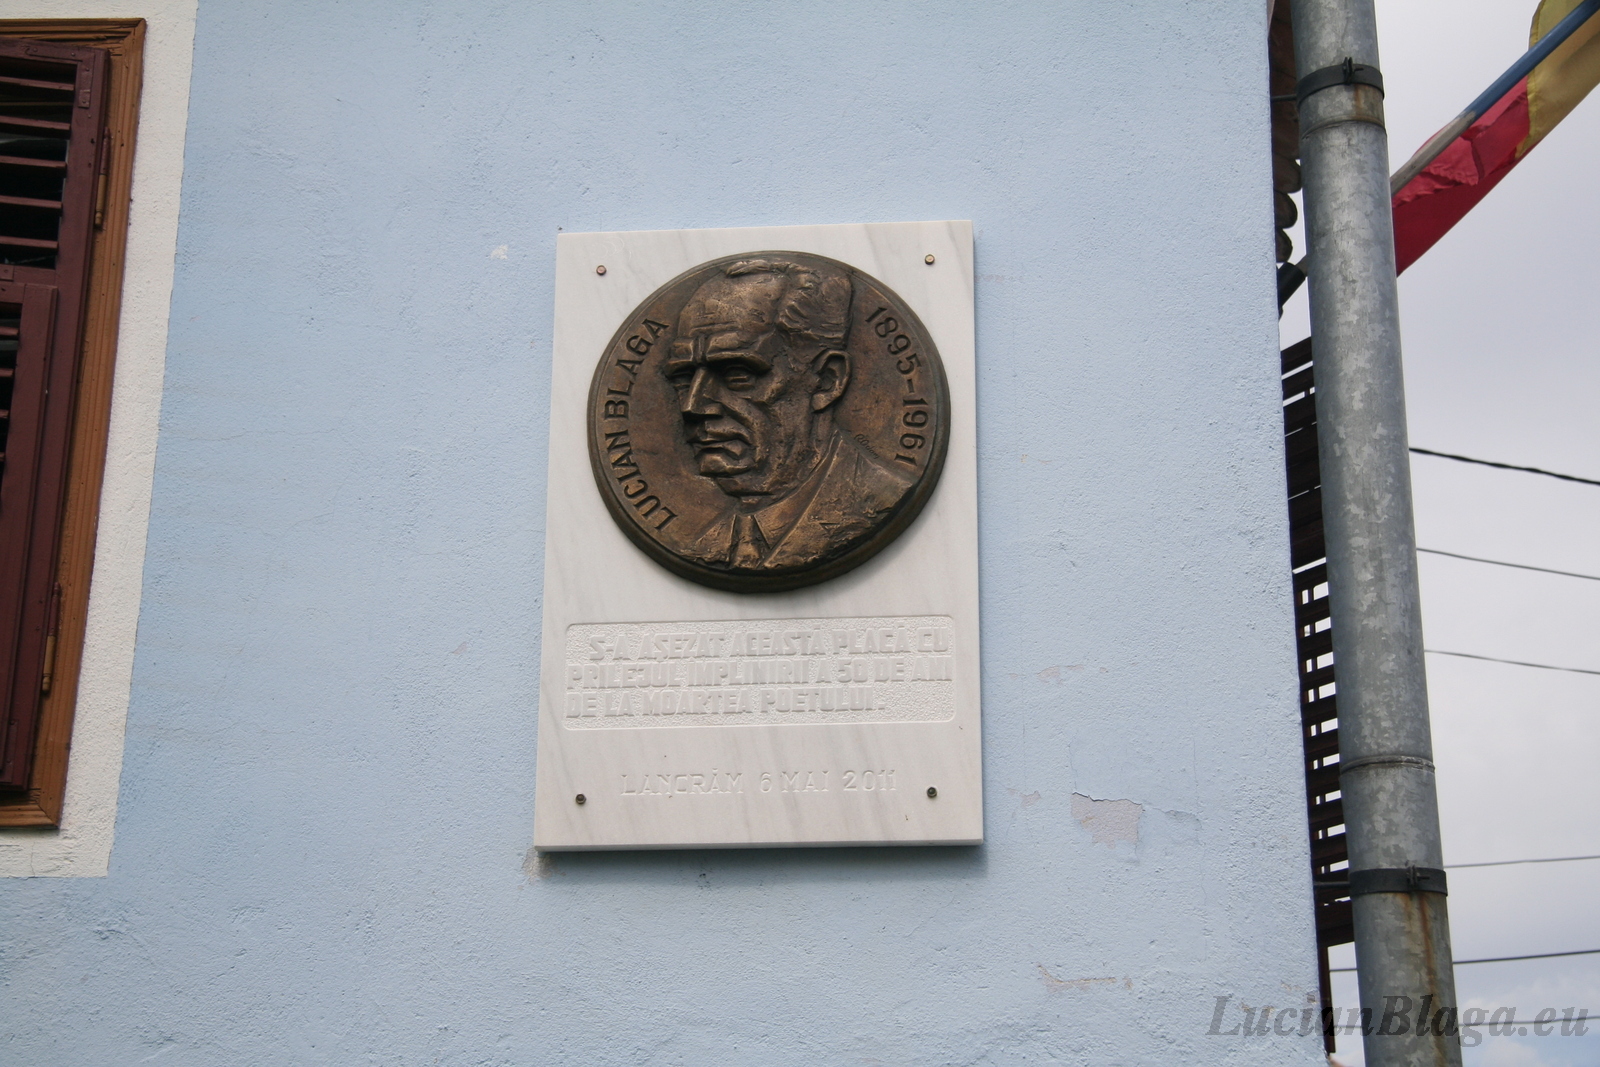 LUCIAN BLAGA
1895-1961
S-A AȘEZAT ACEASTĂ PLACĂ CU
PRILEJUL ÎMPLINIRII A 50 DE ANI
DE LA MOARTEA POETULUI.
LANCRĂM 6 MAI 2011
LucianBlaga.eu